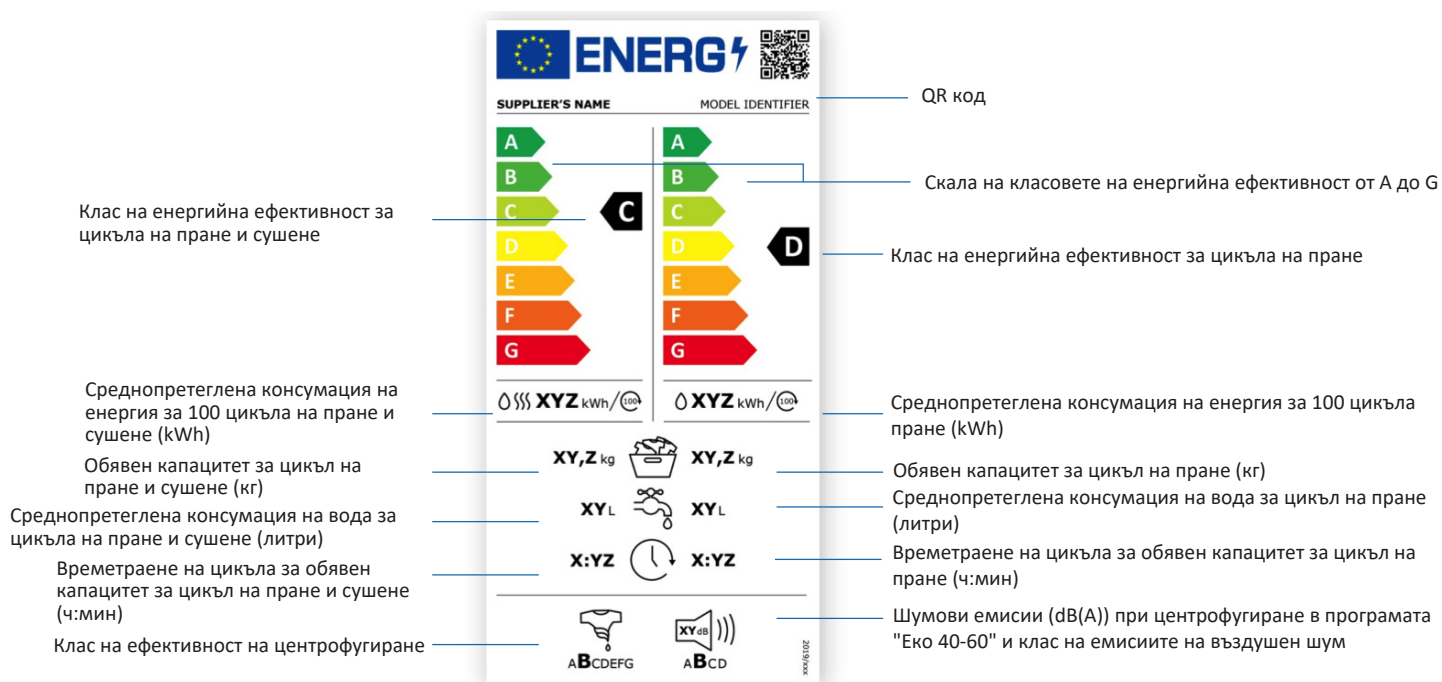 ENERG
SUPPLIER'S NAME MODEL IDENTIFIER
QR код
A A
B B
Скала на класовете на енергийна ефективност от A до G
Клас на енергийна ефективност за
цикъла на пране и сушене
C C C
D D D
Клас на енергийна ефективност за цикъла на пране
E E
F F
G G
Среднопретеглена консумация на
енергия за 100 цикъла на пране и
сушене (kWh)
XYZ kWh/100 XYZ kWh/100
Среднопретеглена консумация на енергия за 100 цикъла
пране (kWh)
Обявен капацитет за цикъл на
пране и сушене (кг)
XY,Z kg XY,Z kg
Обявен капацитет за цикъл на пране (кг)
Среднопретеглена консумация на вода за
цикъла на пране и сушене (литри)
XY L XY L
Среднопретеглена консумация на вода за цикъл на пране
(литри)
Времетраене на цикъла за обявен
капацитет за цикъл на пране и сушене
(ч:мин)
X:YZ X:YZ
Времетраене на цикъла за обявен капацитет за цикъл на
пране (ч:мин)
Клас на ефективност на центрофугиране
XY dB
ABCDEFG ABCD
2019/xxx
Шумови емисии (dB(A)) при центрофугиране в програмата
"Еко 40-60" и клас на емисиите на въздушен шум